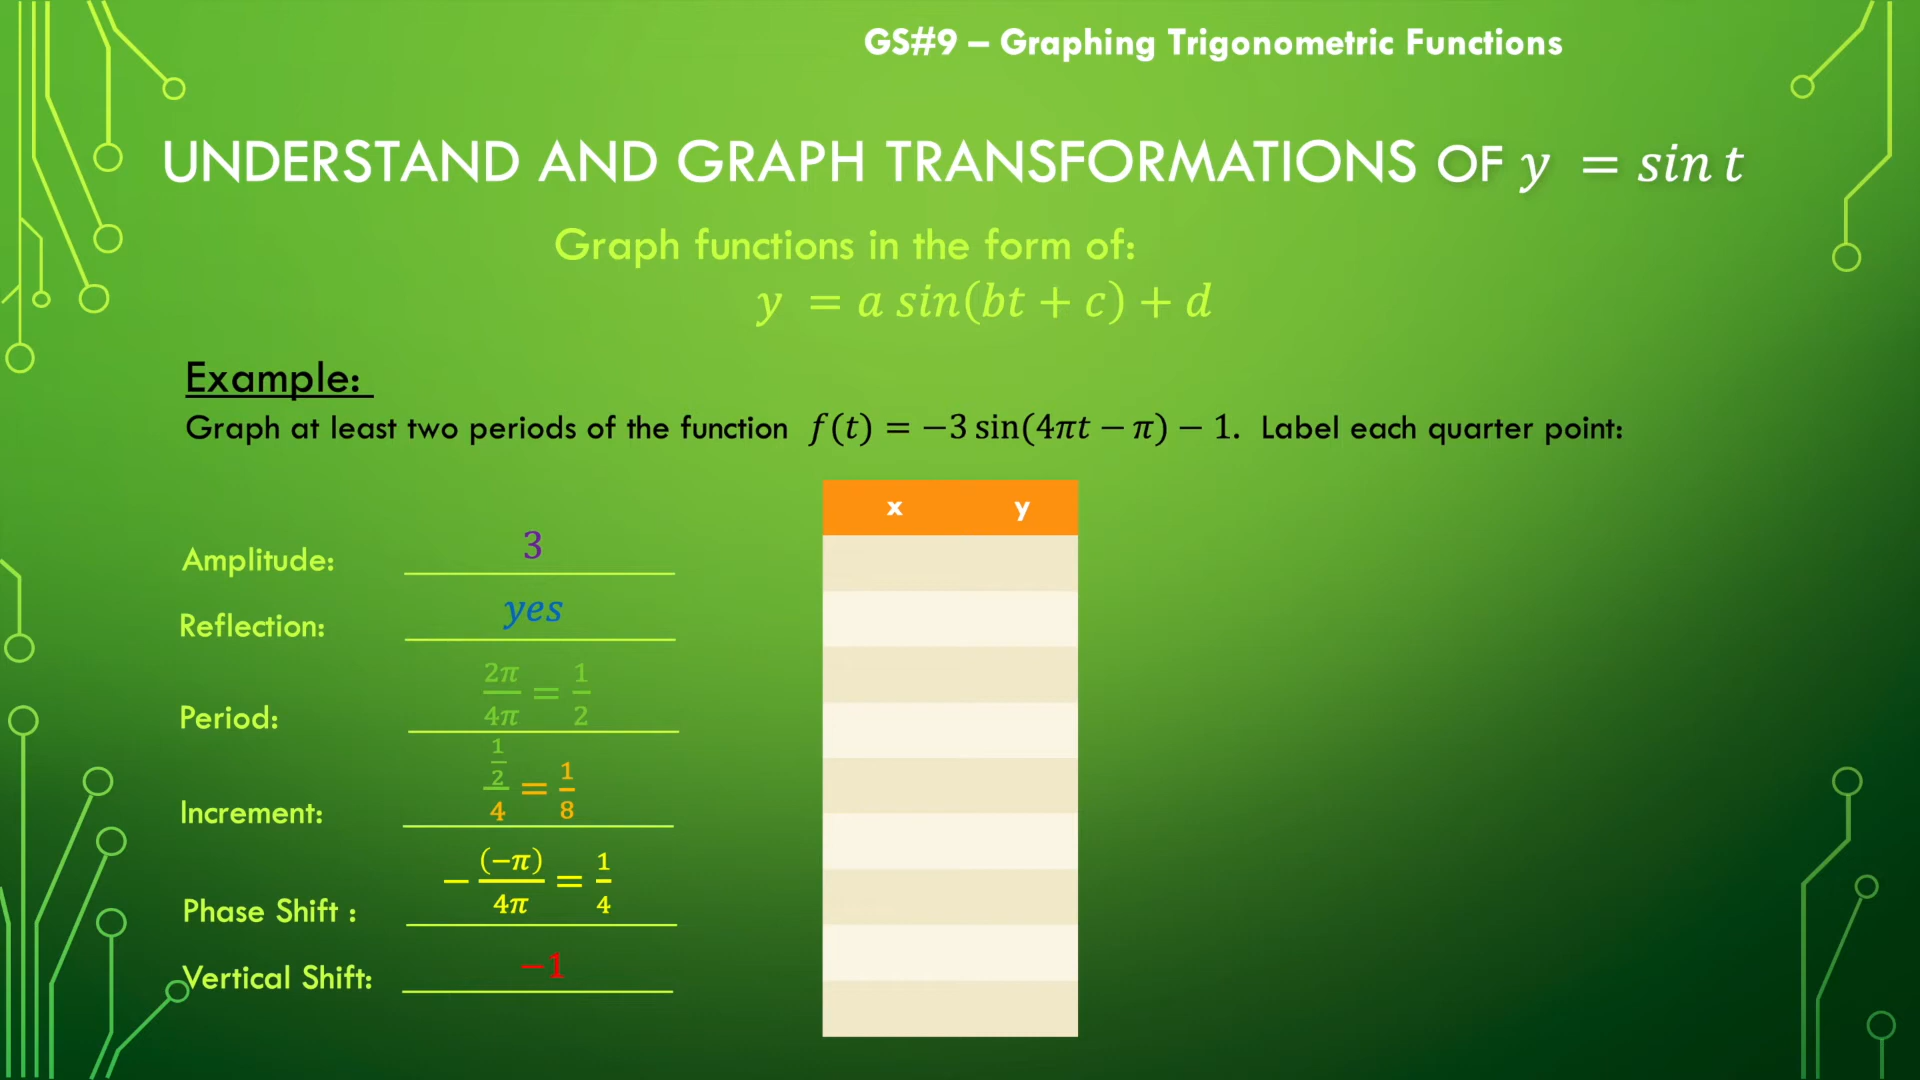 GS#9 – Graphing Trigonometric Functions
UNDERSTAND AND GRAPH TRANSFORMATIONS OF y = sin t
Graph functions in the form of:
y = a sin(bt + c) + d
Example:
Graph at least two periods of the function f(t) = −3 sin(4πt − π) − 1. Label each quarter point:
x y
Amplitude: 3
Reflection: yes
Period: 2π/4π = 1/2
Increment: (1/2)/4 = 1/8
Phase Shift : −(−π)/4π = 1/4
Vertical Shift: −1